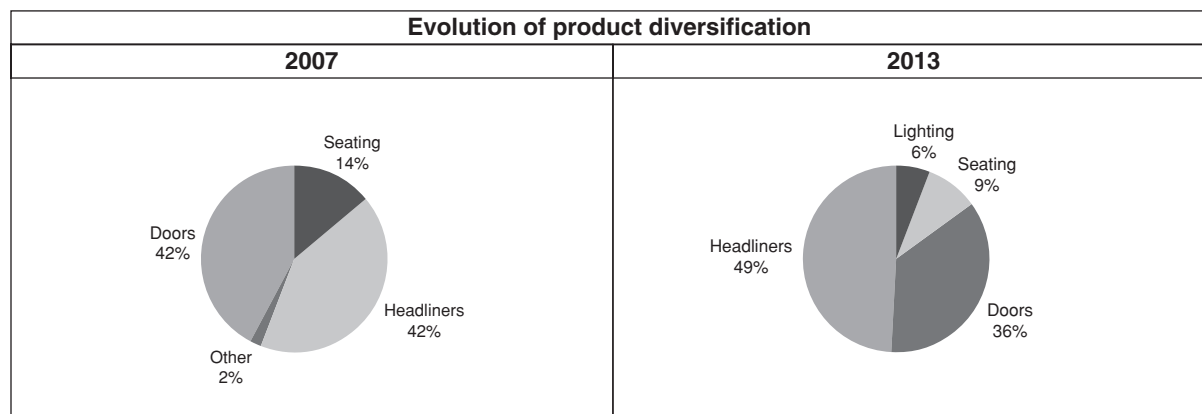 Evolution of product diversification
2007
2013
Seating
14%
Doors
42%
Headliners
42%
Other
2%
Lighting
6%
Seating
9%
Headliners
49%
Doors
36%